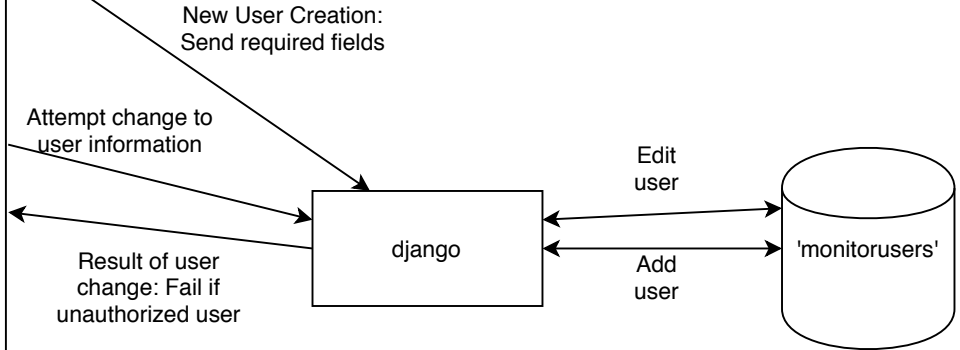 New User Creation:
Send required fields
Attempt change to
user information
Edit
user
django
'monitorusers'
Result of user
change: Fail if
unauthorized user
Add
user